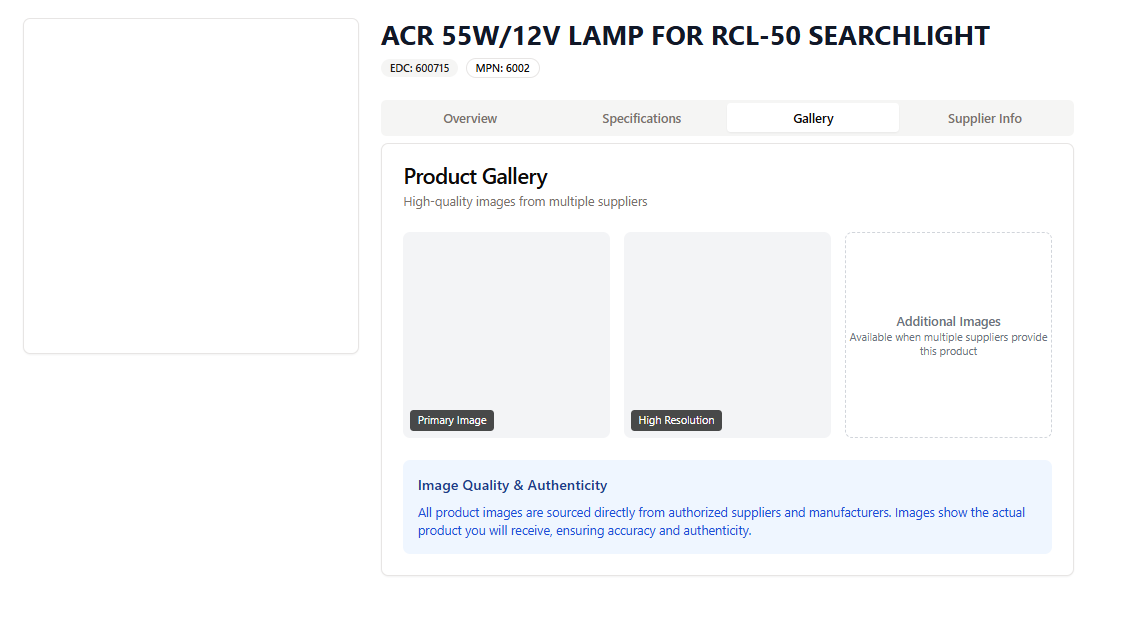 ACR 55W/12V LAMP FOR RCL-50 SEARCHLIGHT
EDC: 600715
MPN: 6002
Overview
Specifications
Gallery
Supplier Info
Product Gallery
High-quality images from multiple suppliers
Primary Image
High Resolution
Additional Images
Available when multiple suppliers provide
this product
Image Quality & Authenticity
All product images are sourced directly from authorized suppliers and manufacturers. Images show the actual
product you will receive, ensuring accuracy and authenticity.